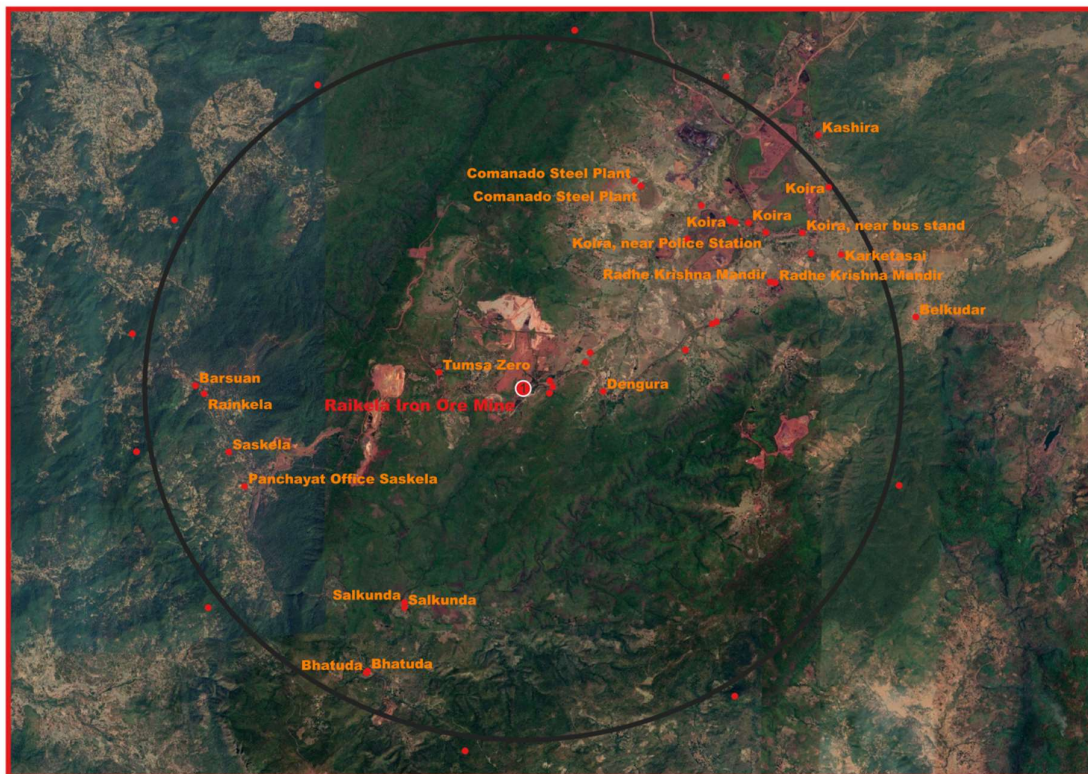 Kashira
Comanado Steel Plant
Koira
Comanado Steel Plant
Koira
Koira
Koira, near bus stand
Koira, near Police Station
Karketasai
Radhe Krishna Mandir
Radhe Krishna Mandir
Belkudar
Tumsa Zero
Barsuan
Dengura
Rainkela
Raikela Iron Ore Mine
Saskela
Panchayat Office Saskela
Salkunda
Salkunda
Bhatuda
Bhatuda